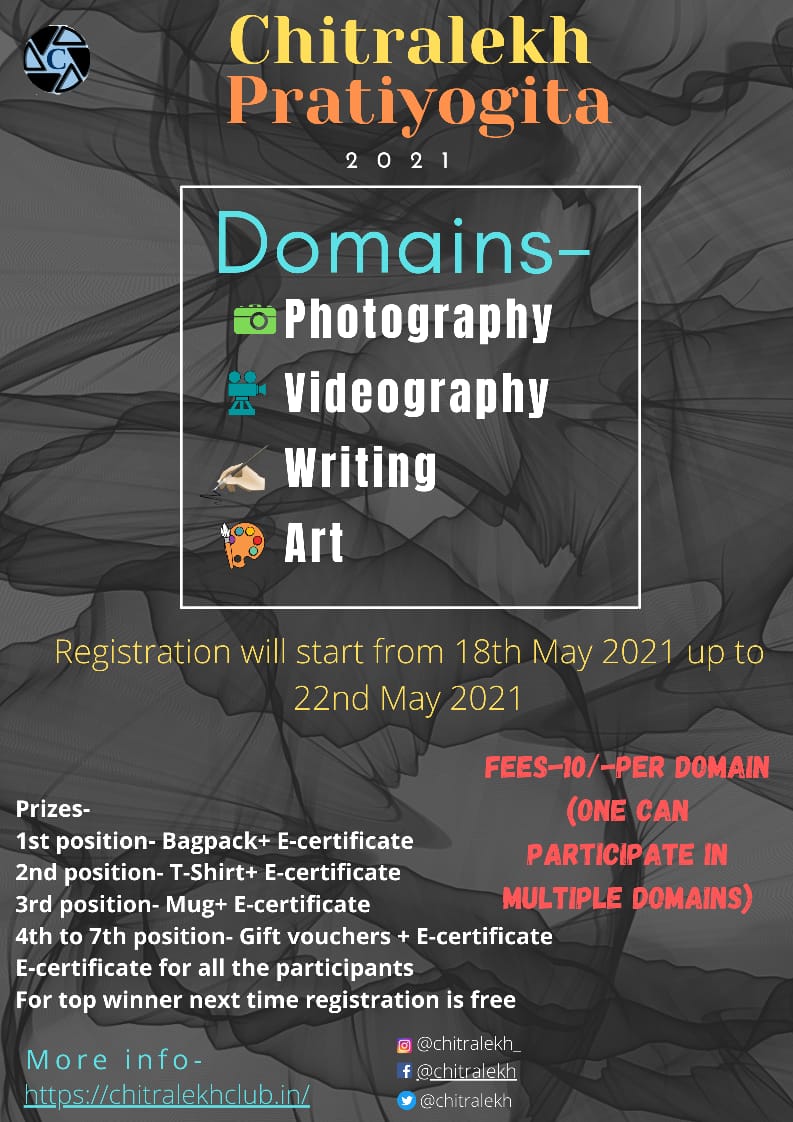 C
Chitralekh
Pratiyogita
2021
Domains-
Photography
Videography
Writing
Art
Registration will start from 18th May 2021 up to
22nd May 2021
FEES-10/-PER DOMAIN
(ONE CAN
PARTICIPATE IN
MULTIPLE DOMAINS)
Prizes-
1st position- Bagpack+ E-certificate
2nd position- T-Shirt+ E-certificate
3rd position- Mug+ E-certificate
4th to 7th position- Gift vouchers + E-certificate
E-certificate for all the participants
For top winner next time registration is free
More info-
https://chitralekhclub.in/
@chitralekh_
@chitralekh
@chitralekh